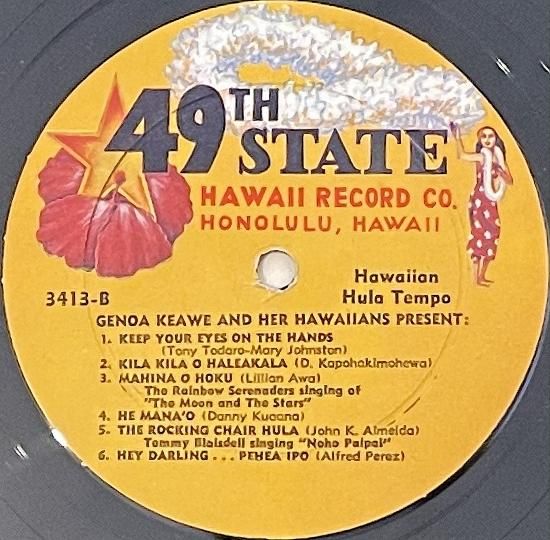 49TH
STATE
HAWAII RECORD CO.
HONOLULU, HAWAII
Hawaiian
Hula Tempo
3413-B
GENOA KEAWE AND HER HAWAIIANS PRESENT:
1. KEEP YOUR EYES ON THE HANDS
(Tony Todaro-Mary Johnston)
2. KILA KILA O HALEAKALA (D. Kapohakimohewa)
3. MAHINA O HOKU (Lillian Awa)
The Rainbow Serenaders singing of
"The Moon and The Stars"
4. HE MANA'O (Danny Kuaana)
5. THE ROCKING CHAIR HULA (John K. Almeida)
Tommy Blaisdell singing "Noho Paipai"
6. HEY DARLING . . . PEHEA IPO (Alfred Perez)